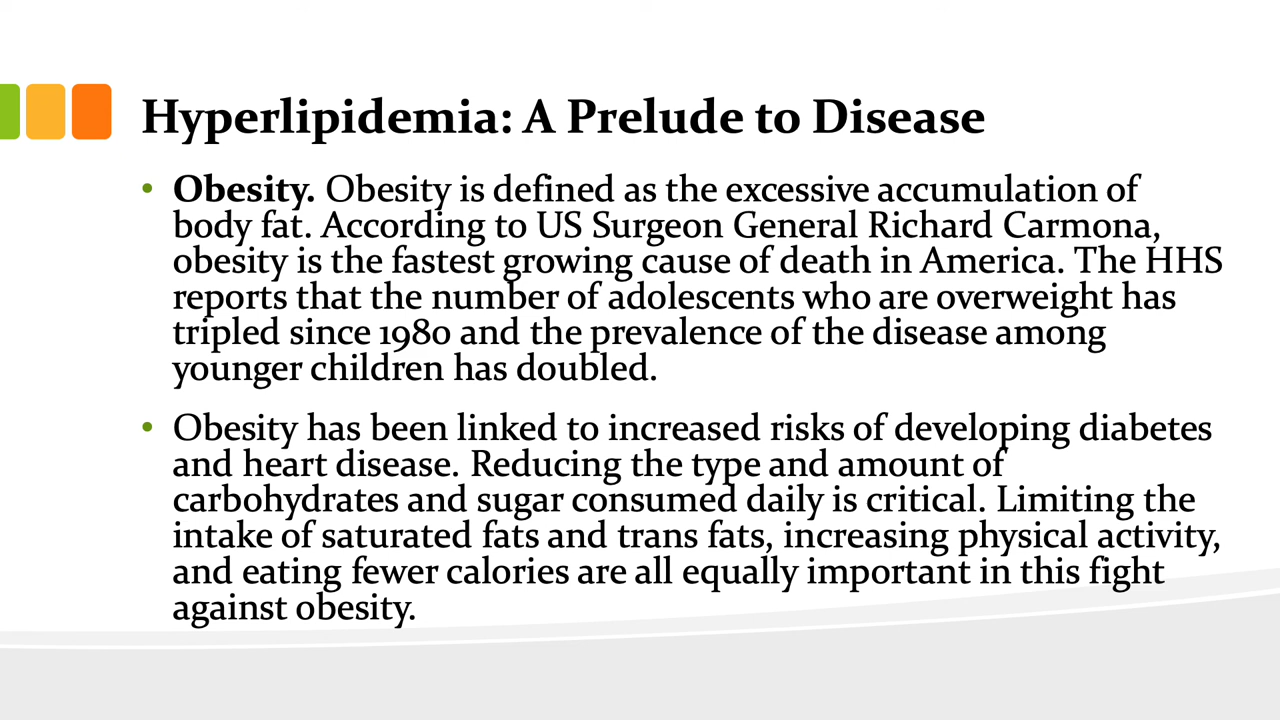 Hyperlipidemia: A Prelude to Disease
• Obesity. Obesity is defined as the excessive accumulation of
body fat. According to US Surgeon General Richard Carmona,
obesity is the fastest growing cause of death in America. The HHS
reports that the number of adolescents who are overweight has
tripled since 1980 and the prevalence of the disease among
younger children has doubled.
• Obesity has been linked to increased risks of developing diabetes
and heart disease. Reducing the type and amount of
carbohydrates and sugar consumed daily is critical. Limiting the
intake of saturated fats and trans fats, increasing physical activity,
and eating fewer calories are all equally important in this fight
against obesity.